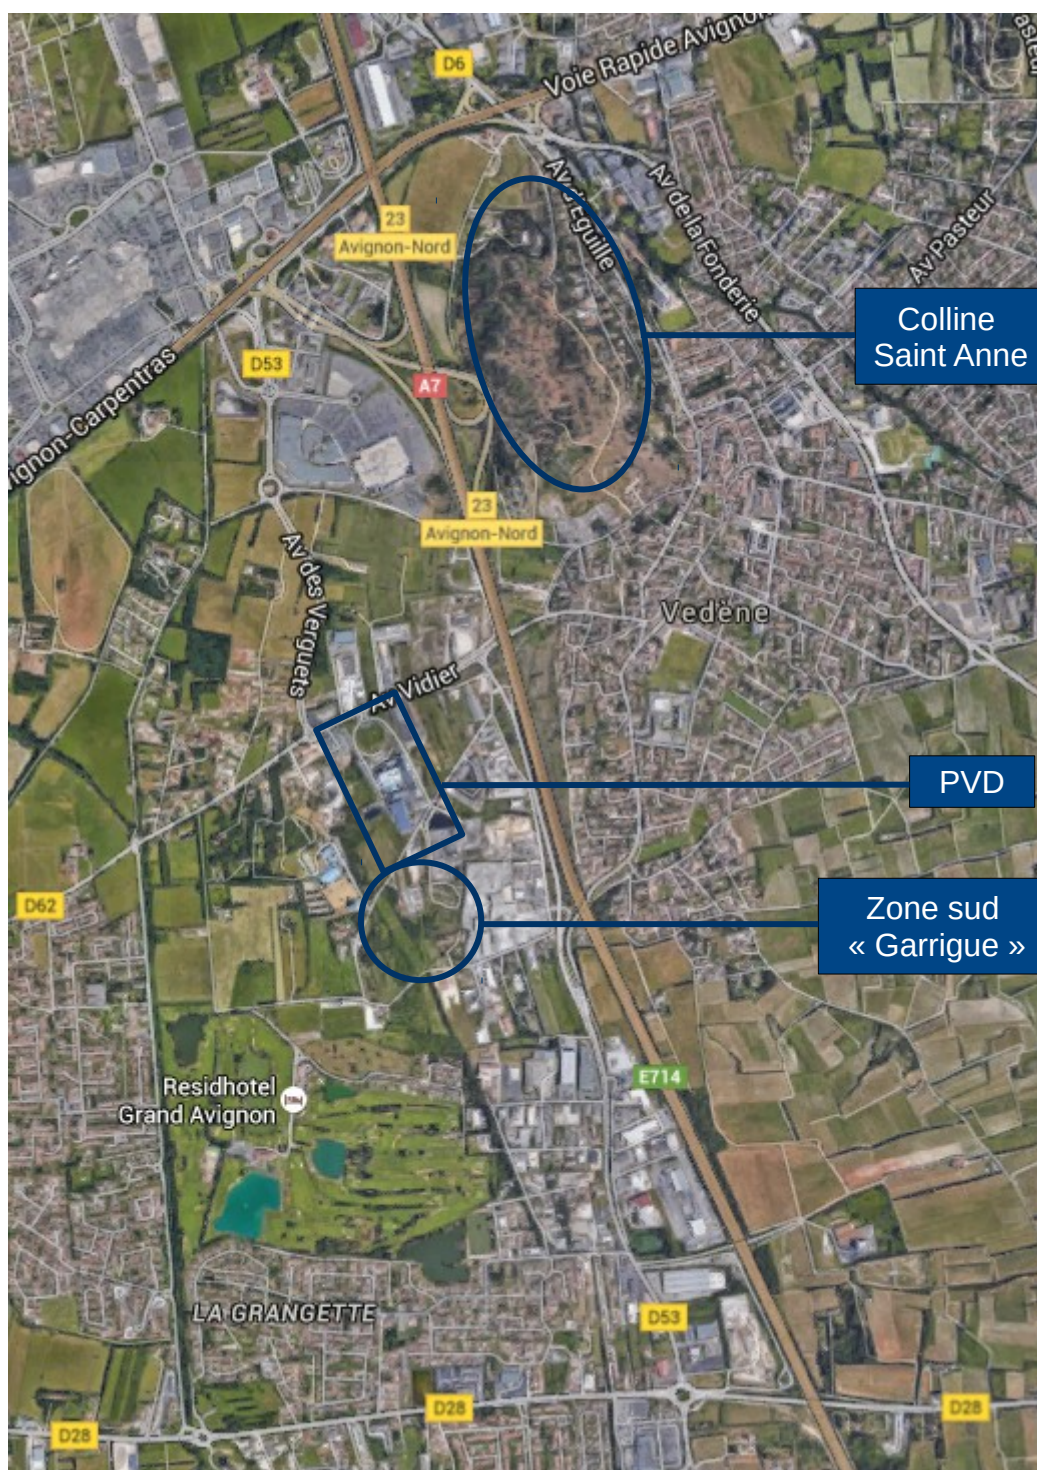 D6
Voie Rapide Avignon
asteur
Av d'Eguille
Av de la Fonderie
Av Pasteur
23
Avignon-Nord
Colline
Saint Anne
D53
A7
vignon-Carpentras
23
Avignon-Nord
Av des Verguets
Vedène
Av Vidier
PVD
D62
Zone sud
« Garrigue »
E714
Residhotel
Grand Avignon
LA GRANGETTE
D53
D28
D28
D28